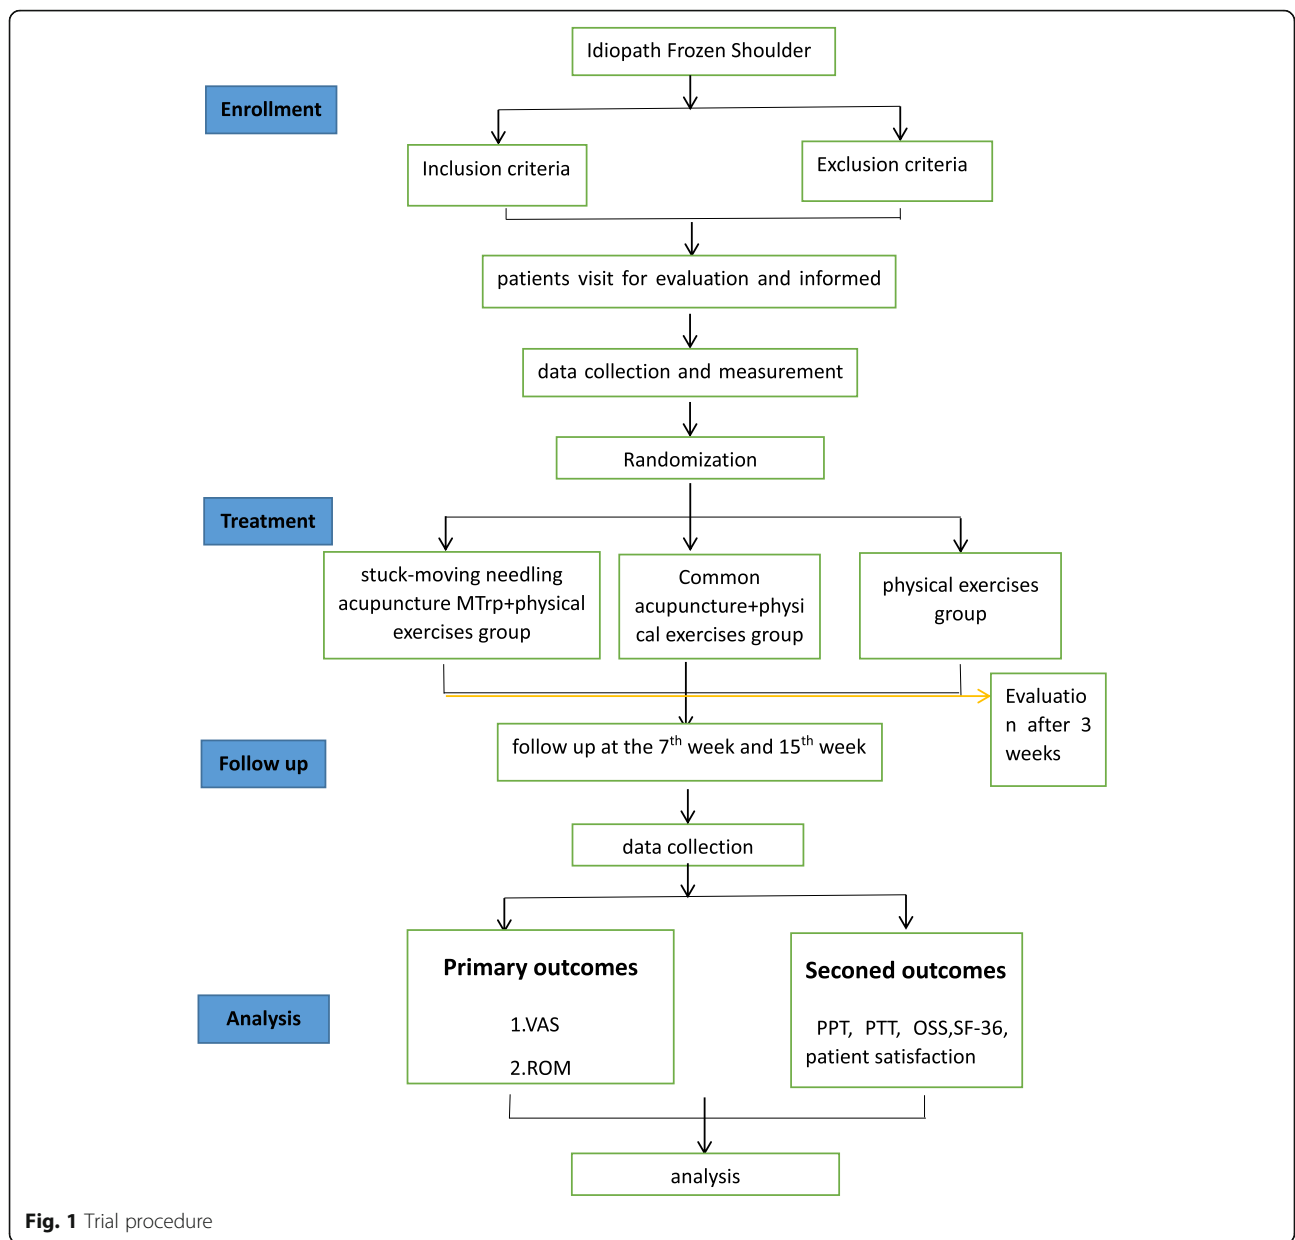 Idiopath Frozen Shoulder
Enrollment
Inclusion criteria
Exclusion criteria
patients visit for evaluation and informed
data collection and measurement
Randomization
Treatment
stuck-moving needling
acupuncture MTrp+physical
exercises group
Common
acupuncture+physi
cal exercises group
physical exercises
group
Evaluatio
n after 3
weeks
follow up at the 7th week and 15th week
Follow up
data collection
Primary outcomes
1.VAS
2.ROM
Seconed outcomes
PPT, PTT, OSS,SF-36,
patient satisfaction
Analysis
analysis
Fig. 1 Trial procedure